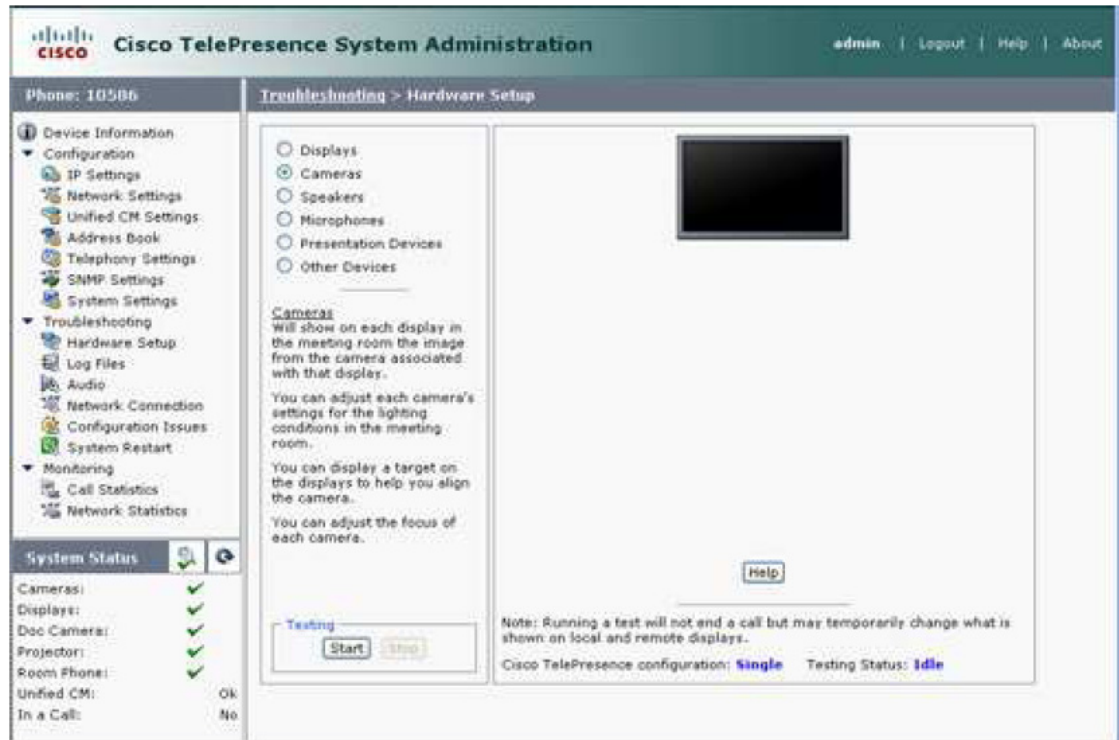 CISCO
Cisco TelePresence System Administration
admin | Logout | Help | About
Phone: 10586
Troubleshooting > Hardware Setup
Device Information
Configuration
IP Settings
Network Settings
Unified CM Settings
Address Book
Telephony Settings
SNMP Settings
System Settings
Troubleshooting
Hardware Setup
Log Files
Audio
Network Connection
Configuration Issues
System Restart
Monitoring
Call Statistics
Network Statistics
System Status
Cameras:
Displays:
Doc Camera:
Projector:
Room Phone:
Unified CM: Ok
In a Call: No
Displays
Cameras
Speakers
Microphones
Presentation Devices
Other Devices
Cameras
Will show on each display in
the meeting room the image
from the camera associated
with that display.
You can adjust each camera's
settings for the lighting
conditions in the meeting
room.
You can display a target on
the displays to help you align
the camera.
You can adjust the focus of
each camera.
Testing
Start Stop
Help
Note: Running a test will not end a call but may temporarily change what is
shown on local and remote displays.
Cisco TelePresence configuration: Single Testing Status: Idle